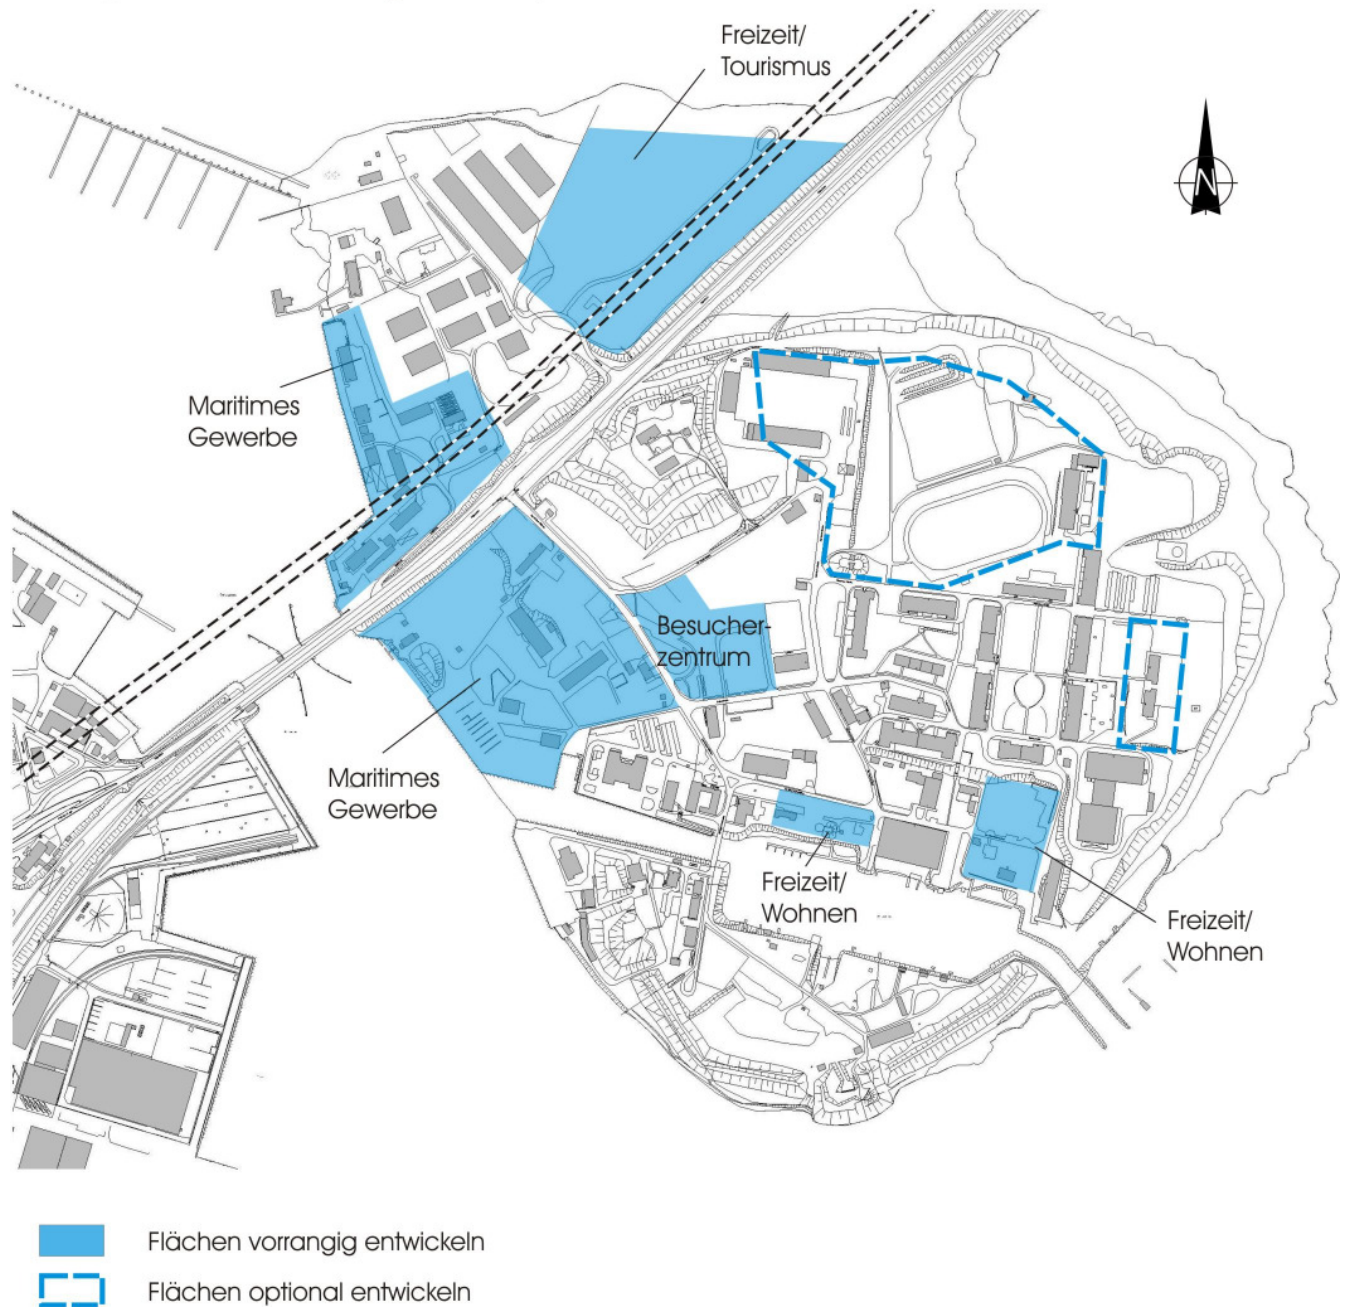 Freizeit/
Tourismus
N
Maritimes
Gewerbe
Besucher-
zentrum
Maritimes
Gewerbe
Freizeit/
Wohnen
Freizeit/
Wohnen
Flächen vorrangig entwickeln
Flächen optional entwickeln